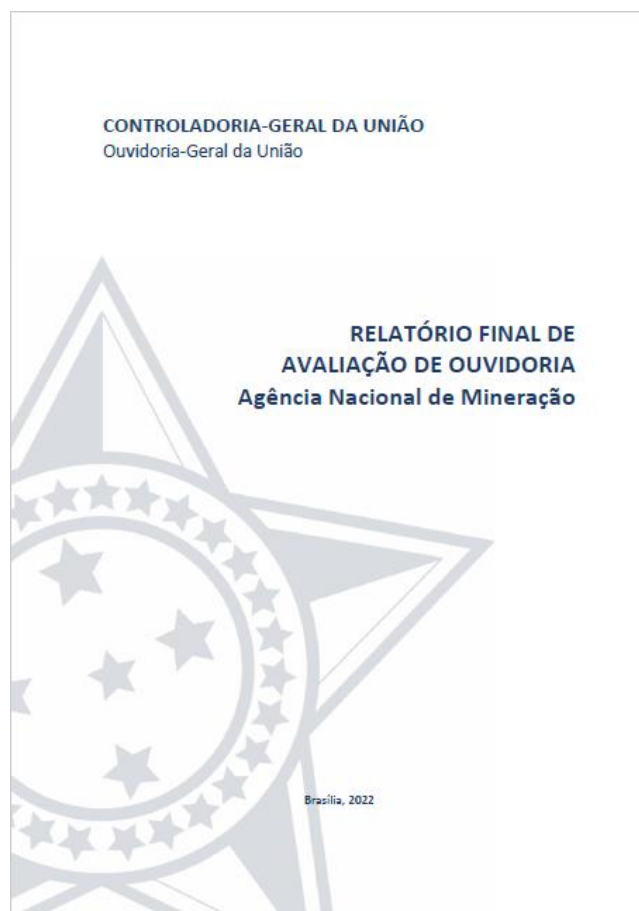 CONTROLADORIA-GERAL DA UNIÃO
Ouvidoria-Geral da União
RELATÓRIO FINAL DE
AVALIAÇÃO DE OUVIDORIA
Agência Nacional de Mineração
Brasília, 2022